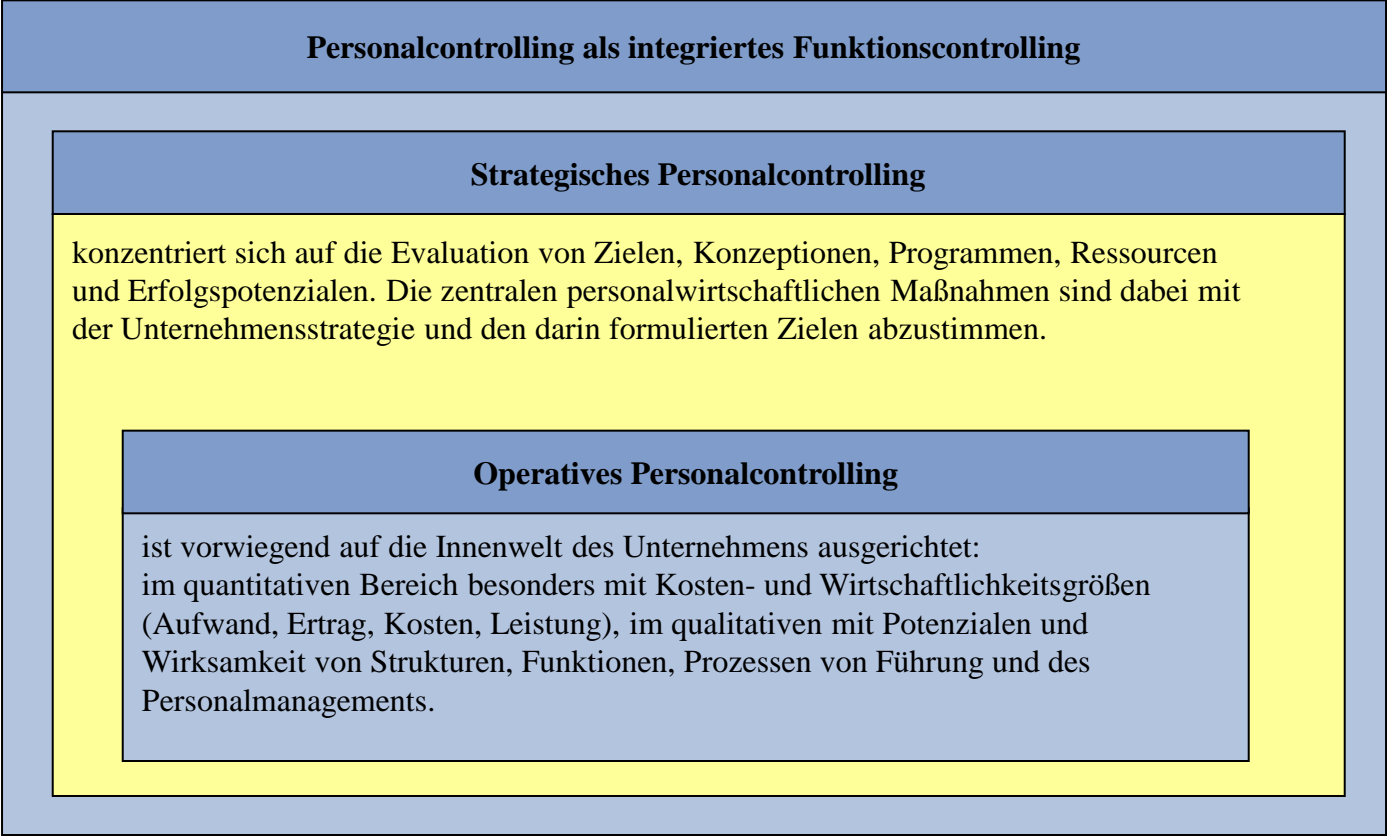 Personalcontrolling als integriertes Funktionscontrolling
Strategisches Personalcontrolling
konzentriert sich auf die Evaluation von Zielen, Konzeptionen, Programmen, Ressourcen
und Erfolgspotenzialen. Die zentralen personalwirtschaftlichen Maßnahmen sind dabei mit
der Unternehmensstrategie und den darin formulierten Zielen abzustimmen.
Operatives Personalcontrolling
ist vorwiegend auf die Innenwelt des Unternehmens ausgerichtet:
im quantitativen Bereich besonders mit Kosten- und Wirtschaftlichkeitsgrößen
(Aufwand, Ertrag, Kosten, Leistung), im qualitativen mit Potenzialen und
Wirksamkeit von Strukturen, Funktionen, Prozessen von Führung und des
Personalmanagements.